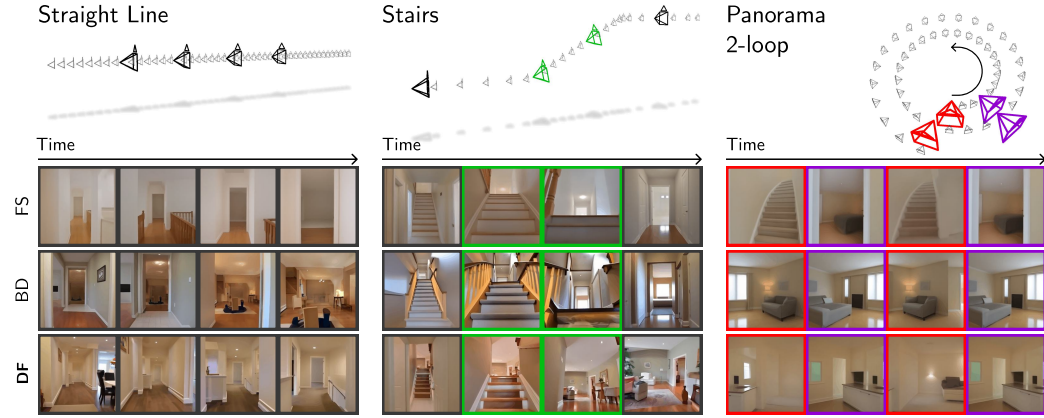 Straight Line
Stairs
Panorama
2-loop
Time
Time
Time
FS
BD
DF